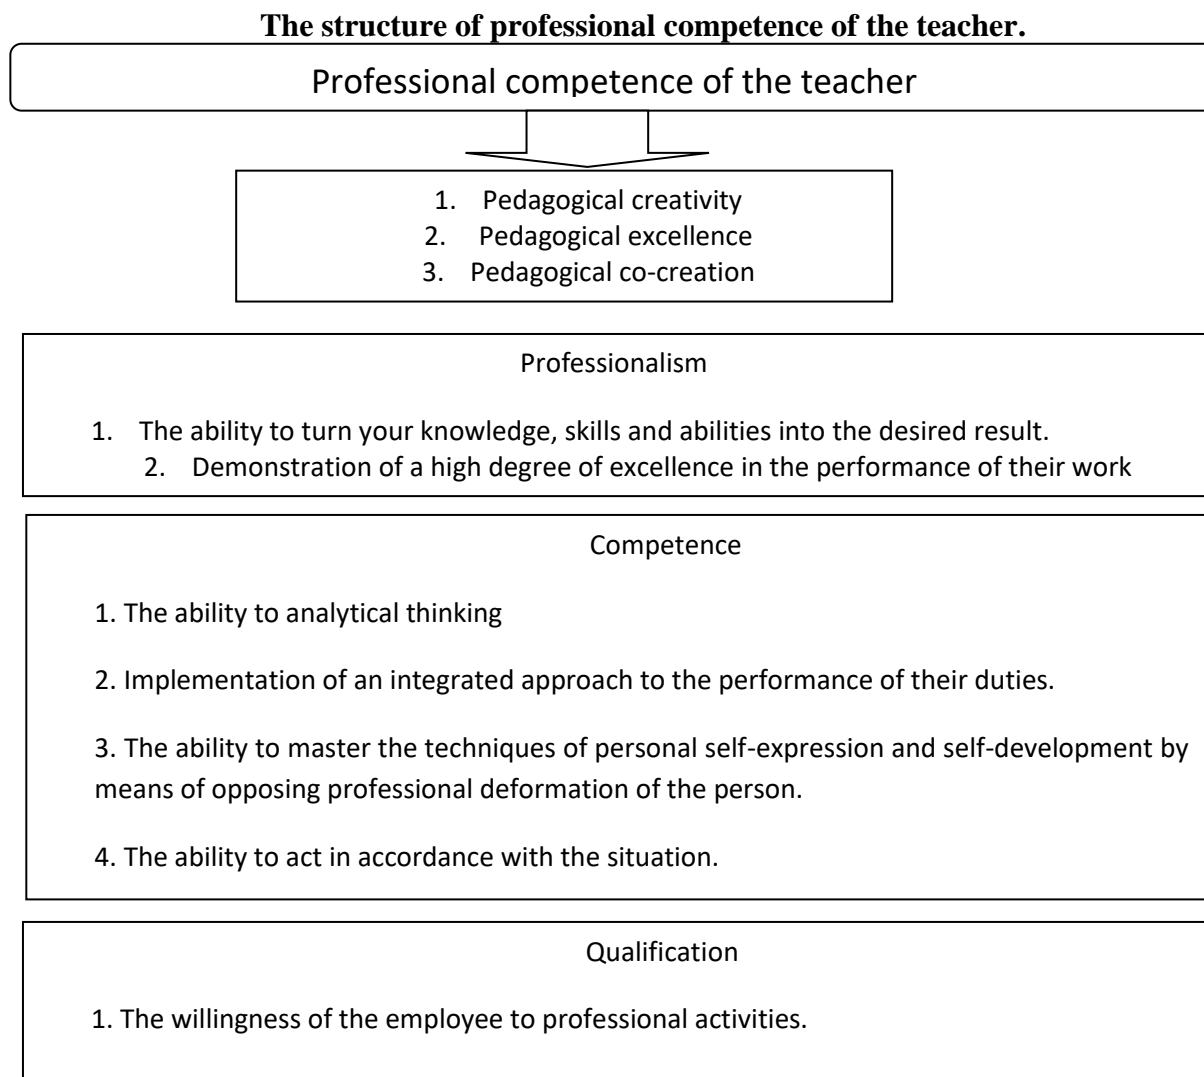 The structure of professional competence of the teacher.
Professional competence of the teacher
1. Pedagogical creativity
2. Pedagogical excellence
3. Pedagogical co-creation
Professionalism
1. The ability to turn your knowledge, skills and abilities into the desired result.
2. Demonstration of a high degree of excellence in the performance of their work
Competence
1. The ability to analytical thinking
2. Implementation of an integrated approach to the performance of their duties.
3. The ability to master the techniques of personal self-expression and self-development by
means of opposing professional deformation of the person.
4. The ability to act in accordance with the situation.
Qualification
1. The willingness of the employee to professional activities.